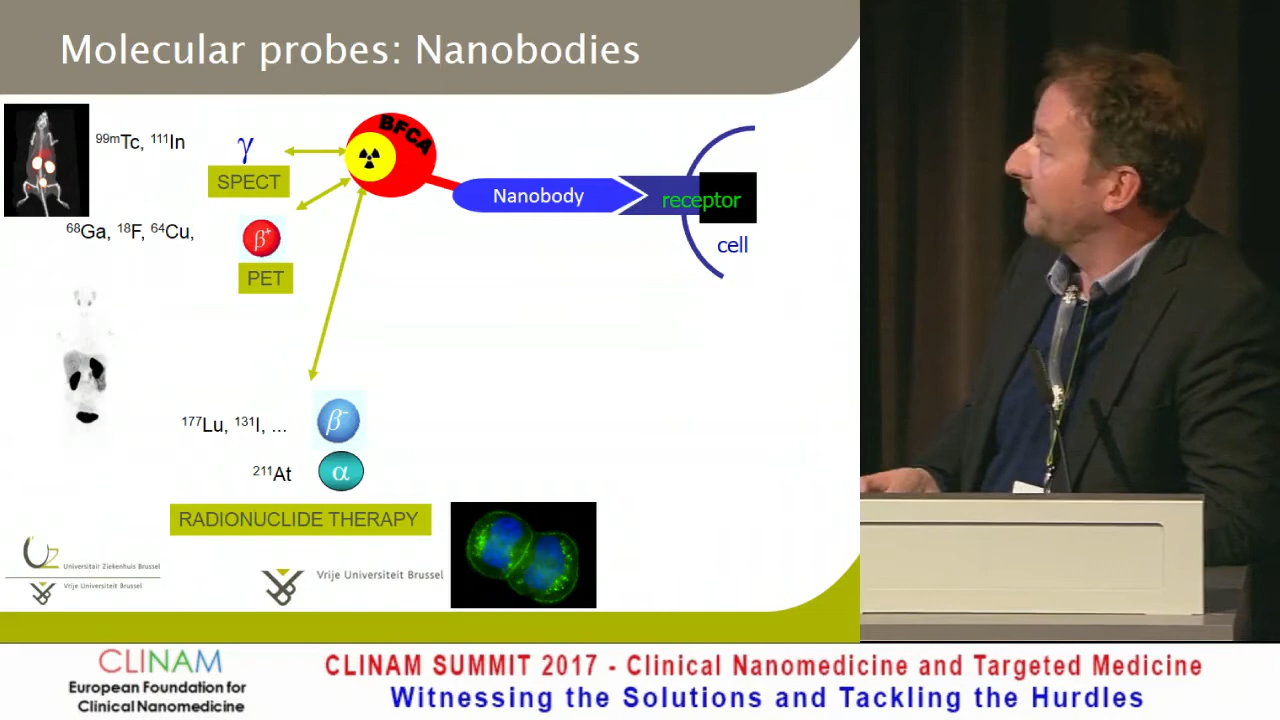 Molecular probes: Nanobodies
⁹⁹ᵐTc, ¹¹¹In
γ
SPECT
BFCA
Nanobody
receptor
cell
⁶⁸Ga, ¹⁸F, ⁶⁴Cu,
β⁺
PET
¹⁷⁷Lu, ¹³¹I, ...
β⁻
²¹¹At
α
RADIONUCLIDE THERAPY
UZ
Universitair Ziekenhuis Brussel
Vrije Universiteit Brussel
Vrije Universiteit Brussel
CLINAM
European Foundation for
Clinical Nanomedicine
CLINAM SUMMIT 2017 - Clinical Nanomedicine and Targeted Medicine
Witnessing the Solutions and Tackling the Hurdles